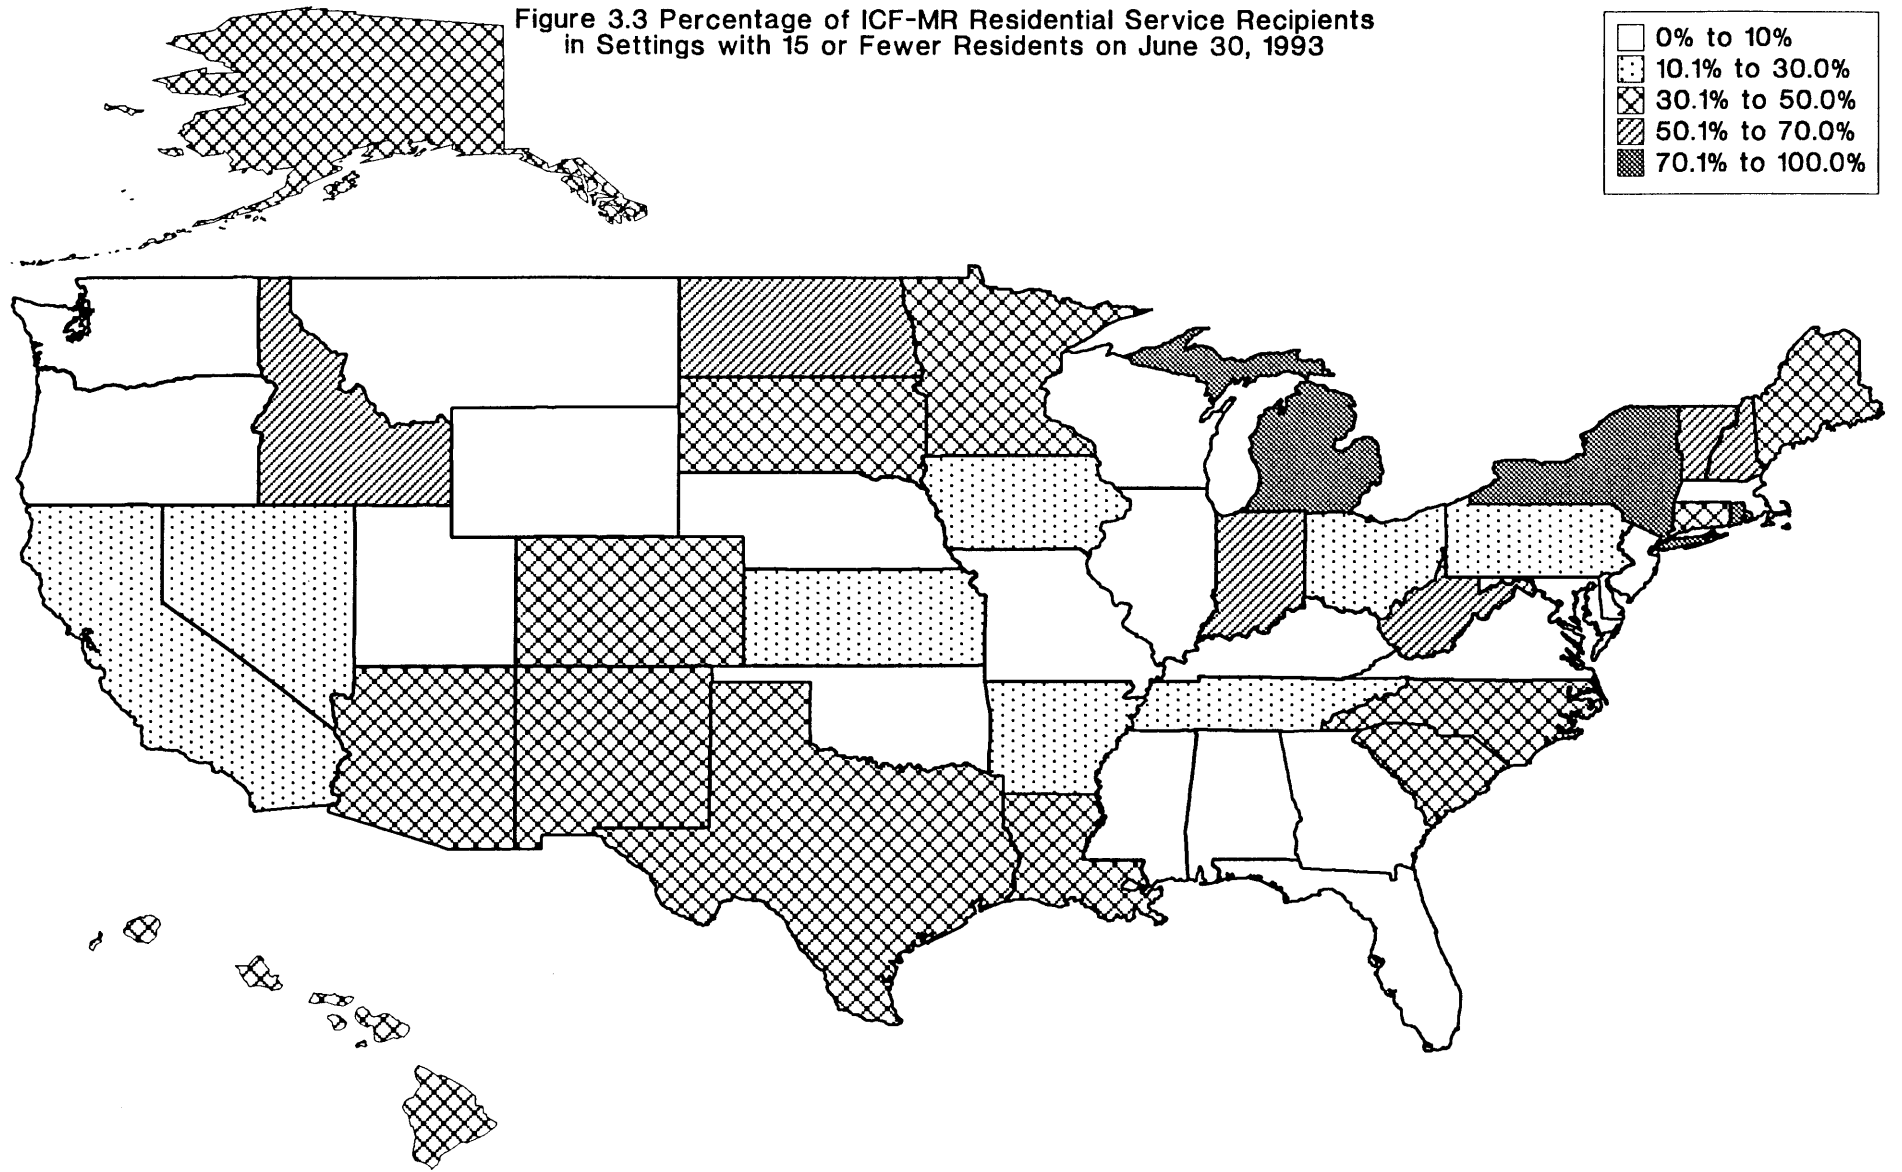 Figure 3.3 Percentage of ICF-MR Residential Service Recipients
in Settings with 15 or Fewer Residents on June 30, 1993
0% to 10%
10.1% to 30.0%
30.1% to 50.0%
50.1% to 70.0%
70.1% to 100.0%